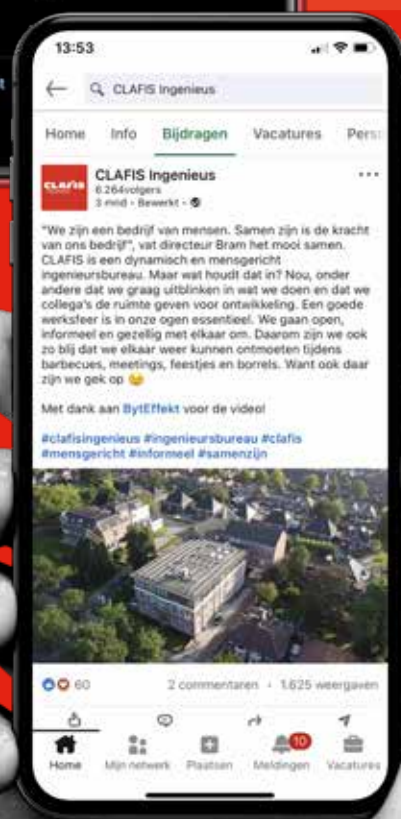 t
13:53
CLAFIS Ingenieus
Home Info Bijdragen Vacatures Pers
CLAFIS
CLAFIS Ingenieus
6.264volgers
3 mnd • Bewerkt •
"We zijn een bedrijf van mensen. Samen zijn is de kracht
van ons bedrijf", vat directeur Bram het mooi samen.
CLAFIS is een dynamisch en mensgericht
ingenieursbureau. Maar wat houdt dat in? Nou, onder
andere dat we graag uitblinken in wat we doen en dat we
collega's de ruimte geven voor ontwikkeling. Een goede
werksfeer is in onze ogen essentieel. We gaan open,
informeel en gezellig met elkaar om. Daarom zijn we ook
zo blij dat we elkaar weer kunnen ontmoeten tijdens
barbecues, meetings, feestjes en borrels. Want ook daar
zijn we gek op 😉
Met dank aan BytEffekt voor de video!
#clafisingenieus #ingenieursbureau #clafis
#mensgericht #informeel #samenzijn
60 2 commentaren • 1.625 weergaven
Home Mijn netwerk Plaatsen Meldingen 10 Vacatures